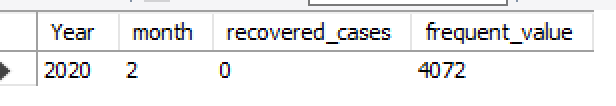 Year month recovered_cases frequent_value
2020 2 0 4072